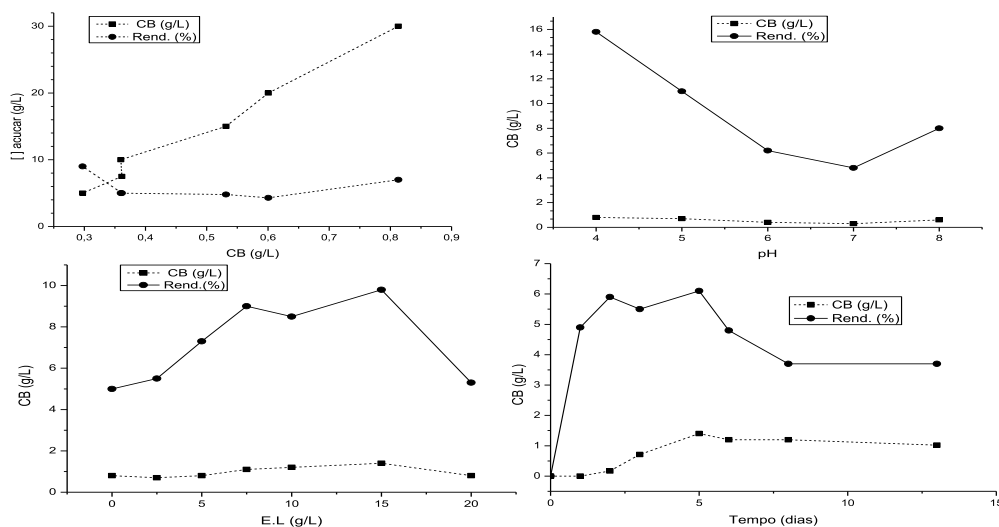 CB (g/L)
Rend. (%)
30
20
10
0
[ ] acucar (g/L)
0,3 0,4 0,5 0,6 0,7 0,8 0,9
CB (g/L)
CB (g/L)
Rend. (%)
16
14
12
10
8
6
4
2
0
CB (g/L)
4 5 6 7 8
pH
CB (g/L)
Rend.(%)
10
8
6
4
2
0
CB (g/L)
0 5 10 15 20
E.L (g/L)
CB (g/L)
Rend. (%)
7
6
5
4
3
2
1
0
CB (g/L)
0 5 10 15
Tempo (dias)